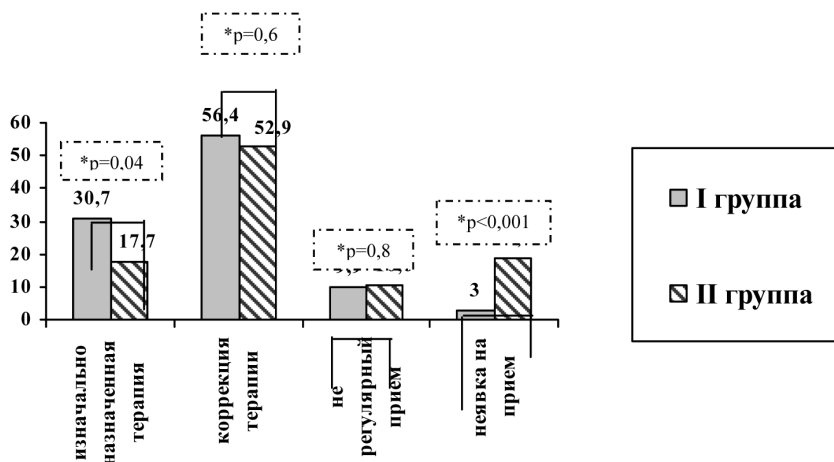 *p=0,6
60
50
40
30
20
10
0
*p=0,04
30,7
17,7
56,4
52,9
*p=0,8
*p<0,001
3
изначально
назначенная
терапия
коррекция
терапии
не
регулярный
прием
неявка на
прием
I группа
II группа